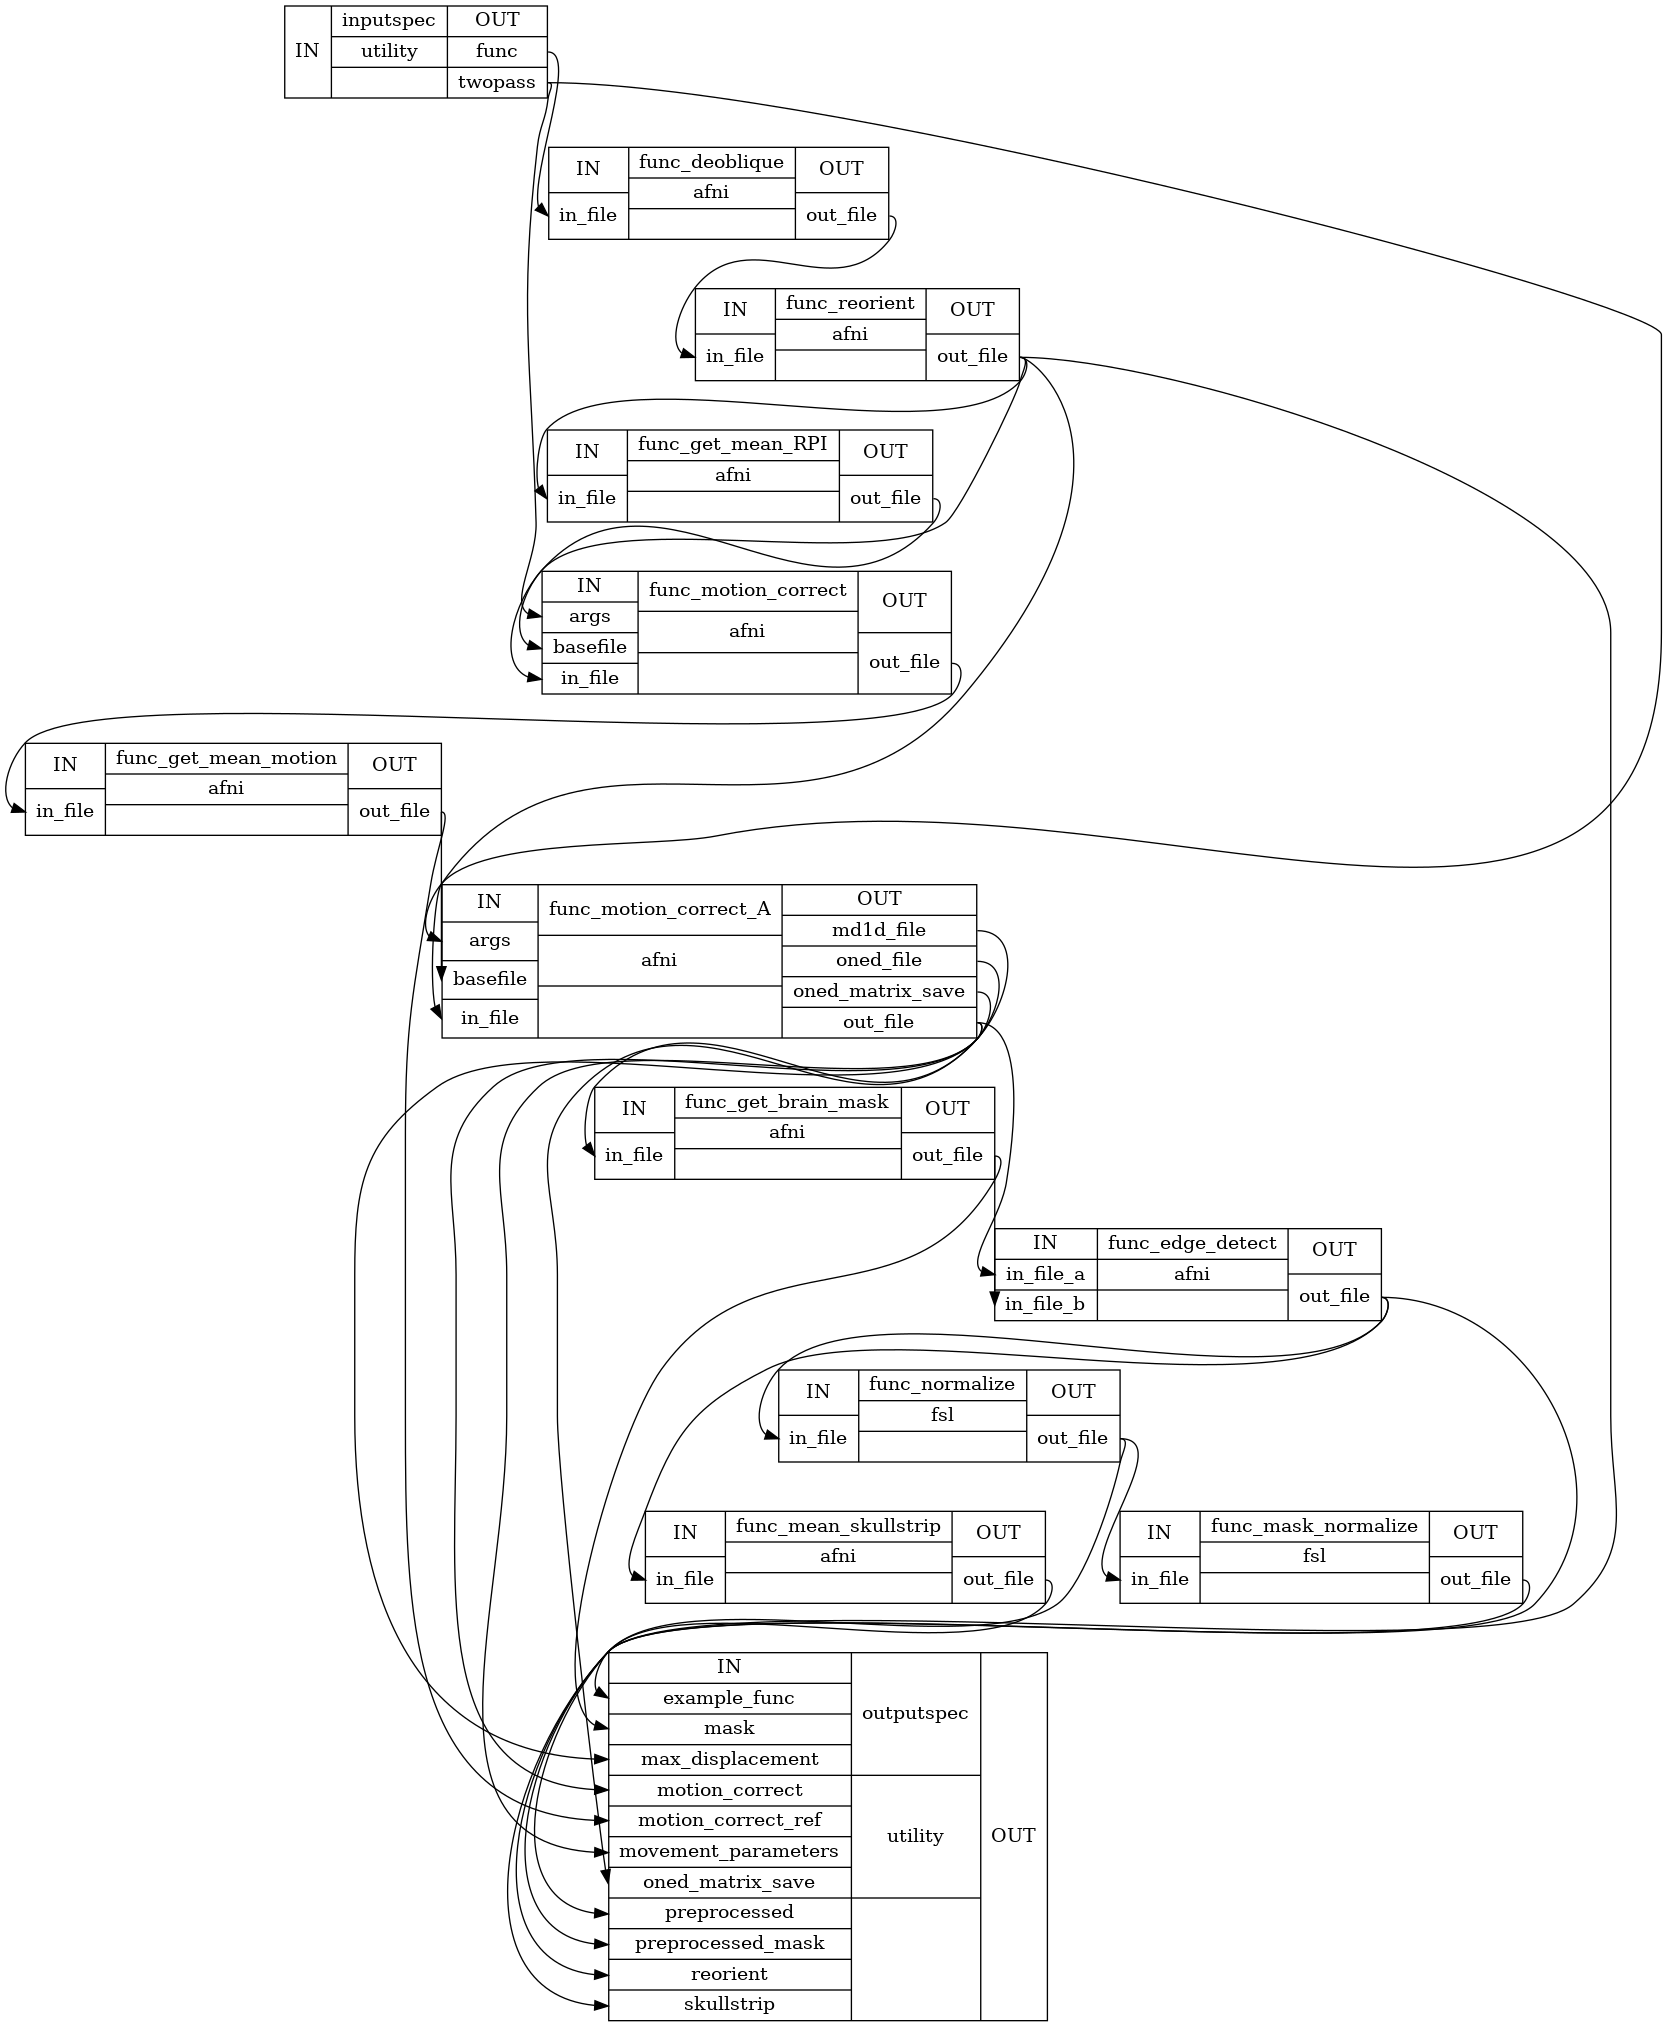 IN inputspec OUT
utility func
twopass
IN func_deoblique OUT
afni
in_file out_file
IN func_reorient OUT
afni
in_file out_file
IN func_get_mean_RPI OUT
afni
in_file out_file
IN func_motion_correct OUT
args afni
basefile out_file
in_file
IN func_get_mean_motion OUT
afni
in_file out_file
IN func_motion_correct_A OUT
args md1d_file
afni oned_file
basefile oned_matrix_save
in_file out_file
IN func_get_brain_mask OUT
afni
in_file out_file
IN func_edge_detect OUT
in_file_a afni
in_file_b out_file
IN func_normalize OUT
fsl
in_file out_file
IN func_mean_skullstrip OUT
afni
in_file out_file
IN func_mask_normalize OUT
fsl
in_file out_file
IN
example_func outputspec
mask
max_displacement
motion_correct
motion_correct_ref utility OUT
movement_parameters
oned_matrix_save
preprocessed
preprocessed_mask
reorient
skullstrip